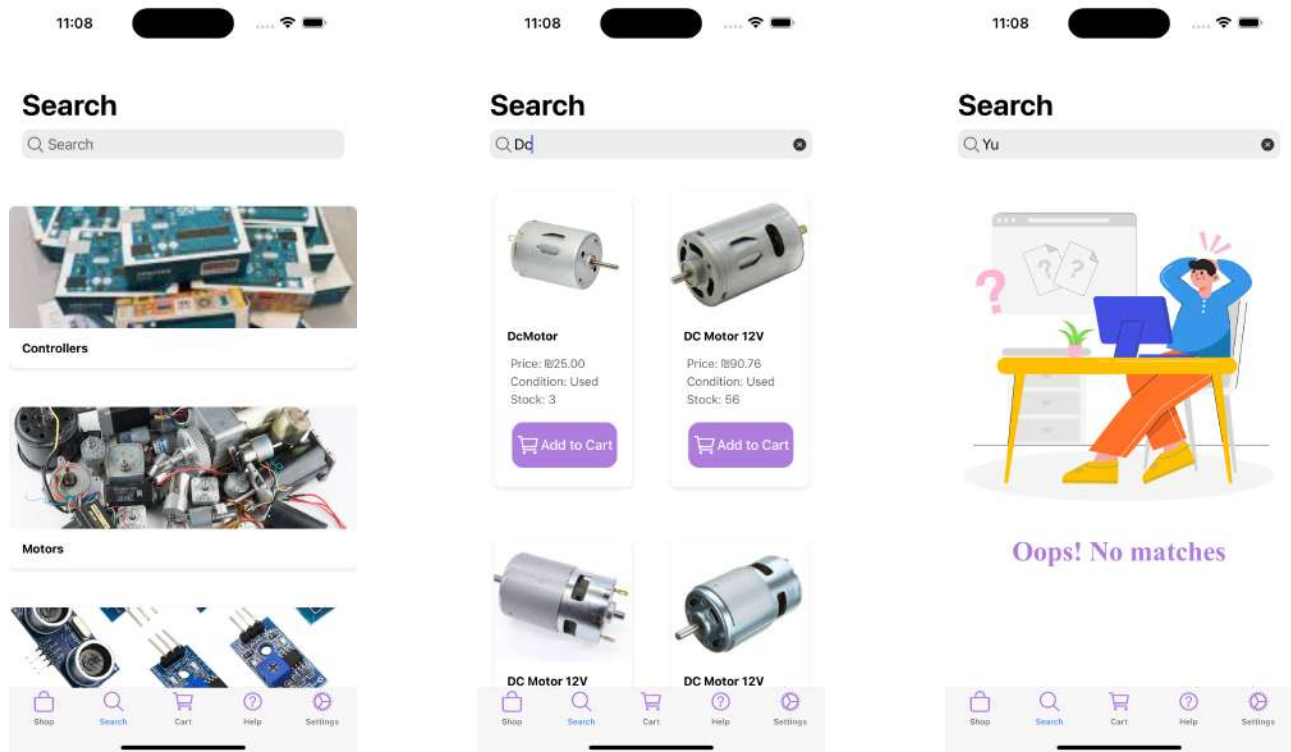 11:08
Search
Search
Controllers
Motors
Shop
Search
Cart
Help
Settings
11:08
Search
Dc
DcMotor
Price: ₪25.00
Condition: Used
Stock: 3
Add to Cart
DC Motor 12V
Price: ₪90.76
Condition: Used
Stock: 56
Add to Cart
DC Motor 12V
DC Motor 12V
Shop
Search
Cart
Help
Settings
11:08
Search
Yu
?
?
?
Oops! No matches
Shop
Search
Cart
Help
Settings